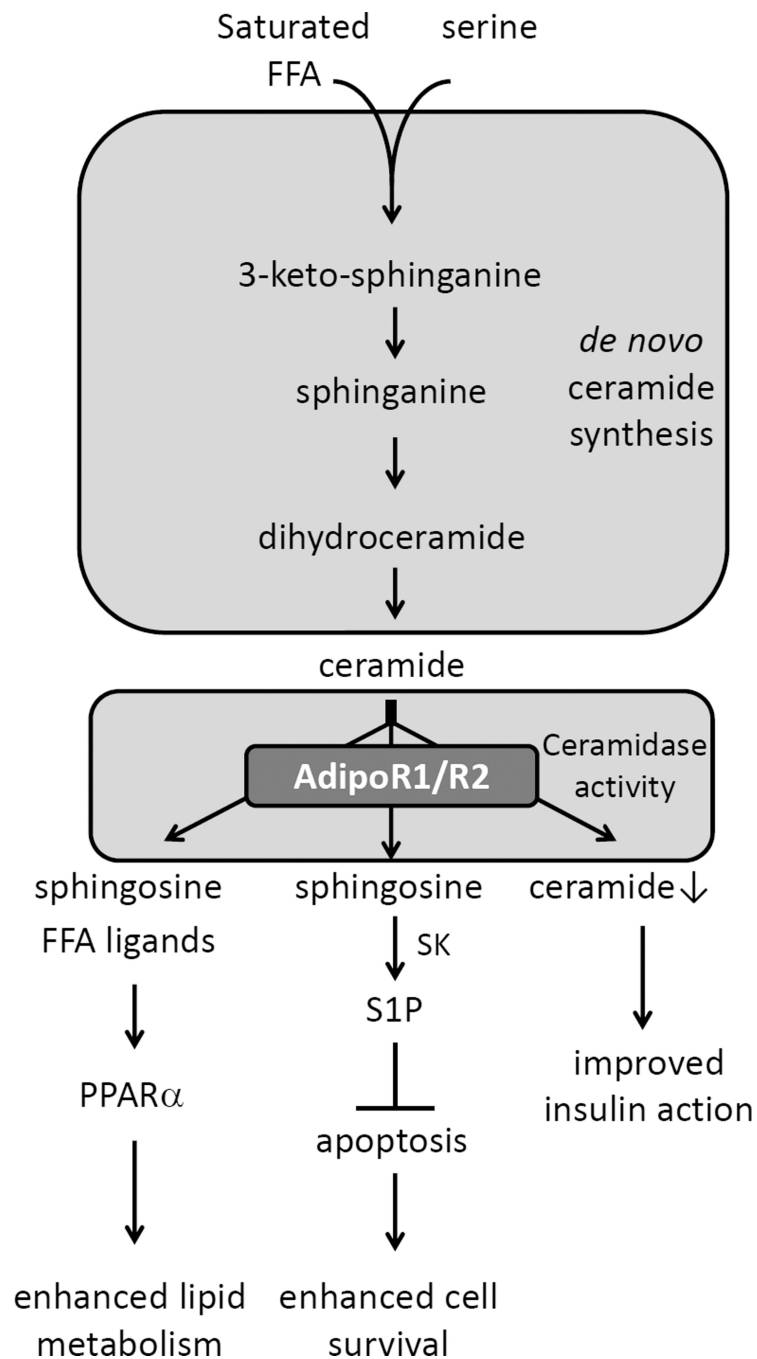 Saturated serine
FFA
3-keto-sphinganine
de novo
ceramide
synthesis
sphinganine
dihydroceramide
ceramide
Ceramidase
activity
AdipoR1/R2
sphingosine sphingosine ceramide↓
FFA ligands
SK
S1P
PPARα
improved
insulin action
apoptosis
enhanced lipid
metabolism
enhanced cell
survival